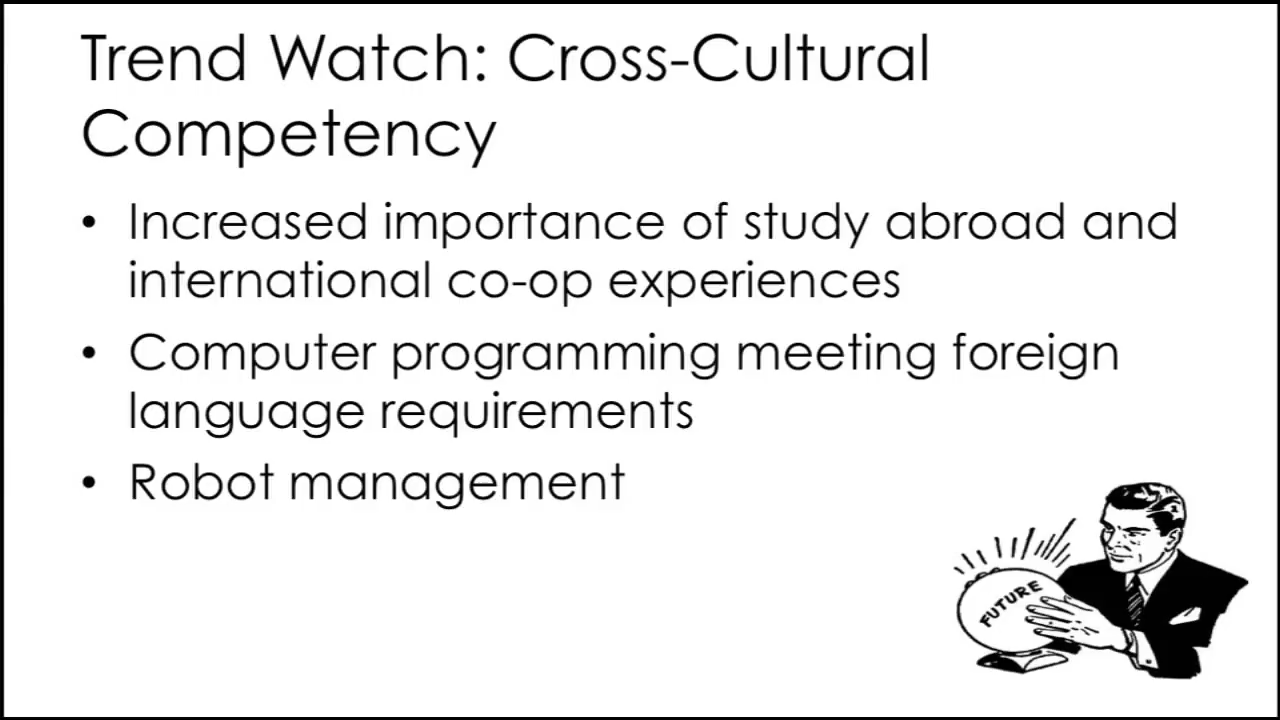 Trend Watch: Cross-Cultural
Competency
• Increased importance of study abroad and
international co-op experiences
• Computer programming meeting foreign
language requirements
• Robot management
FUTURE